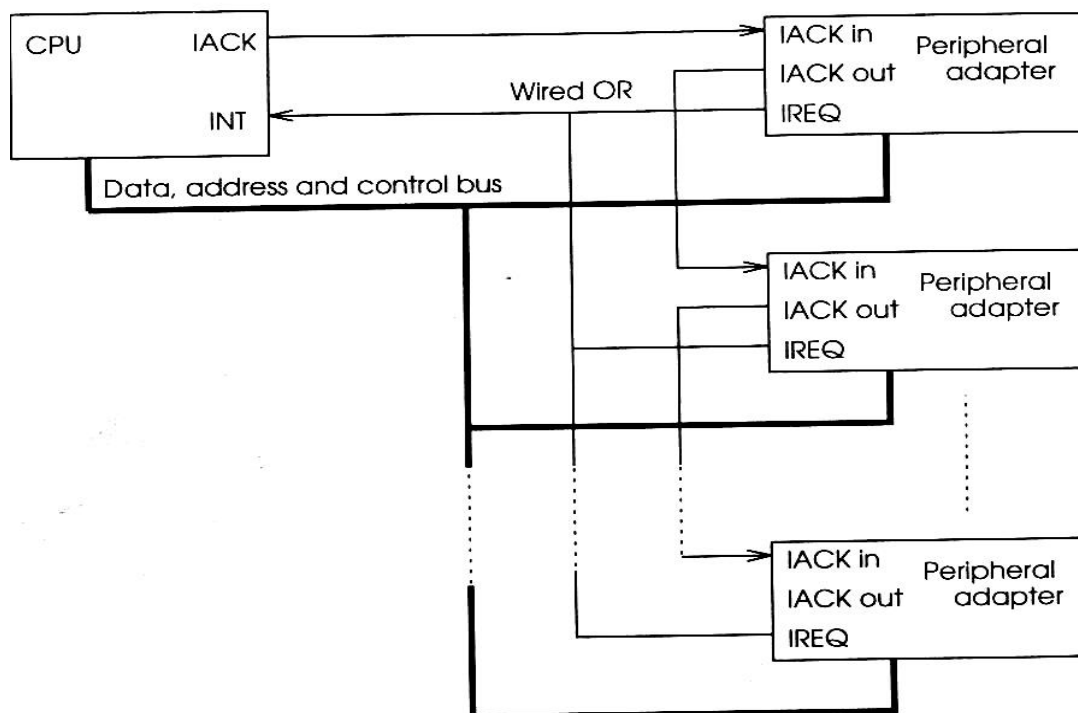 CPU
IACK
INT
Wired OR
Data, address and control bus
IACK in
IACK out
IREQ
Peripheral
adapter
IACK in
IACK out
IREQ
Peripheral
adapter
IACK in
IACK out
IREQ
Peripheral
adapter